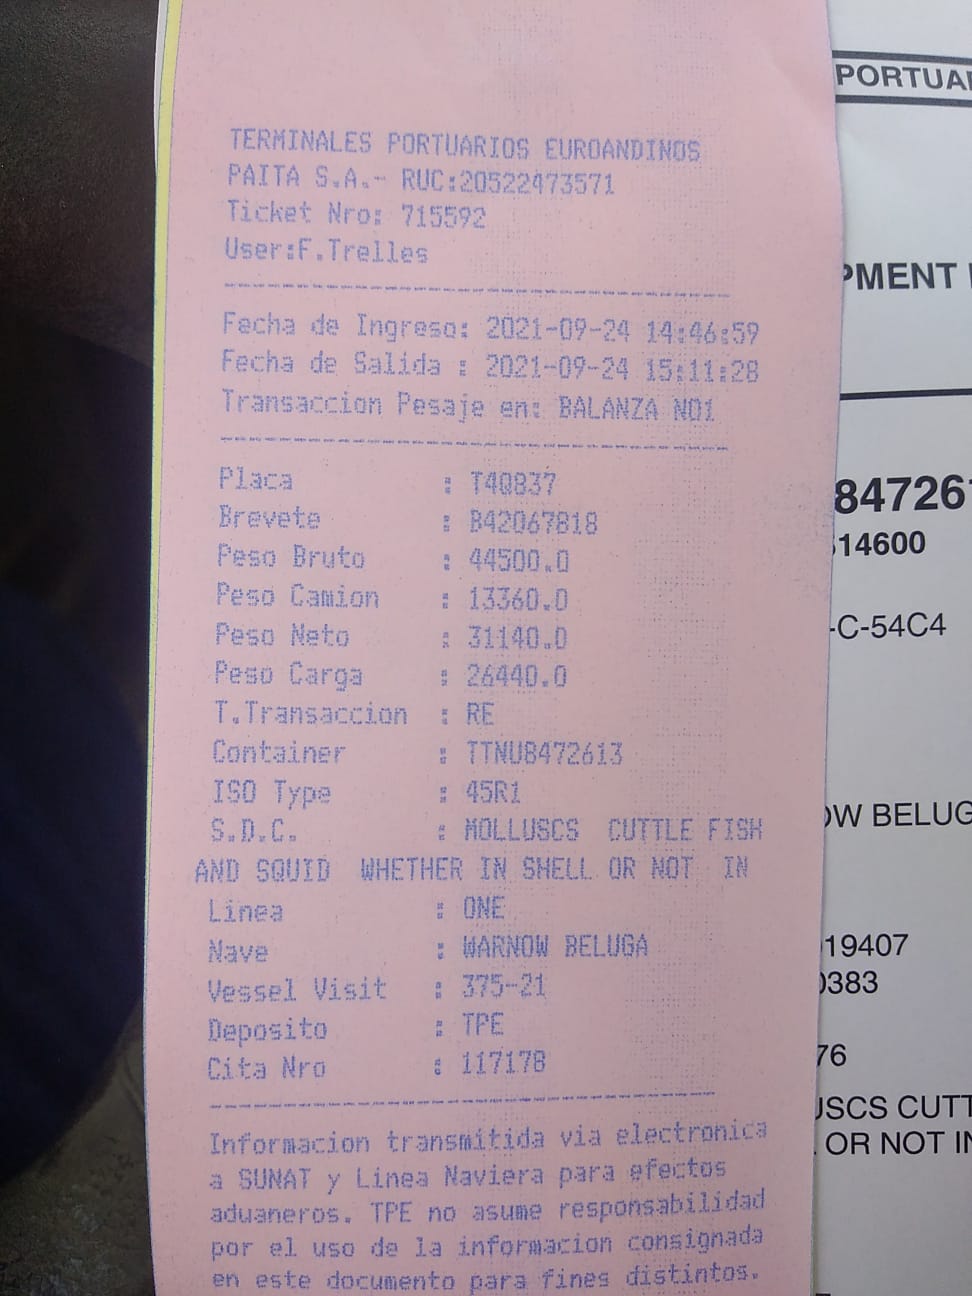 TERMINALES PORTUARIOS EUROANDINOS
PAITA S.A.- RUC:20522473571
Ticket Nro: 715592
User:F.Trelles
Fecha de Ingreso: 2021-09-24 14:46:59
Fecha de Salida : 2021-09-24 15:11:28
Transaccion Pesaje en: BALANZA NO1
Placa : T4Q837
Brevete : B42067818
Peso Bruto : 44500.0
Peso Camion : 13360.0
Peso Neto : 31140.0
Peso Carga : 26440.0
T.Transaccion : RE
Container : TTNU8472613
ISO Type : 45R1
S.D.C. : MOLLUSCS CUTTLE FISH
AND SQUID WHETHER IN SHELL OR NOT IN
Linea : ONE
Nave : WARNOW BELUGA
Vessel Visit : 375-21
Deposito : TPE
Cita Nro : 117178
Informacion transmitida via electronica
a SUNAT y Linea Naviera para efectos
aduaneros. TPE no asume responsabilidad
por el uso de la informacion consignada
en este documento para fines distintos.
PORTUA
PMENT
847261
14600
-C-54C4
OW BELUG
19407
0383
76
USCS CUTT
OR NOT IN